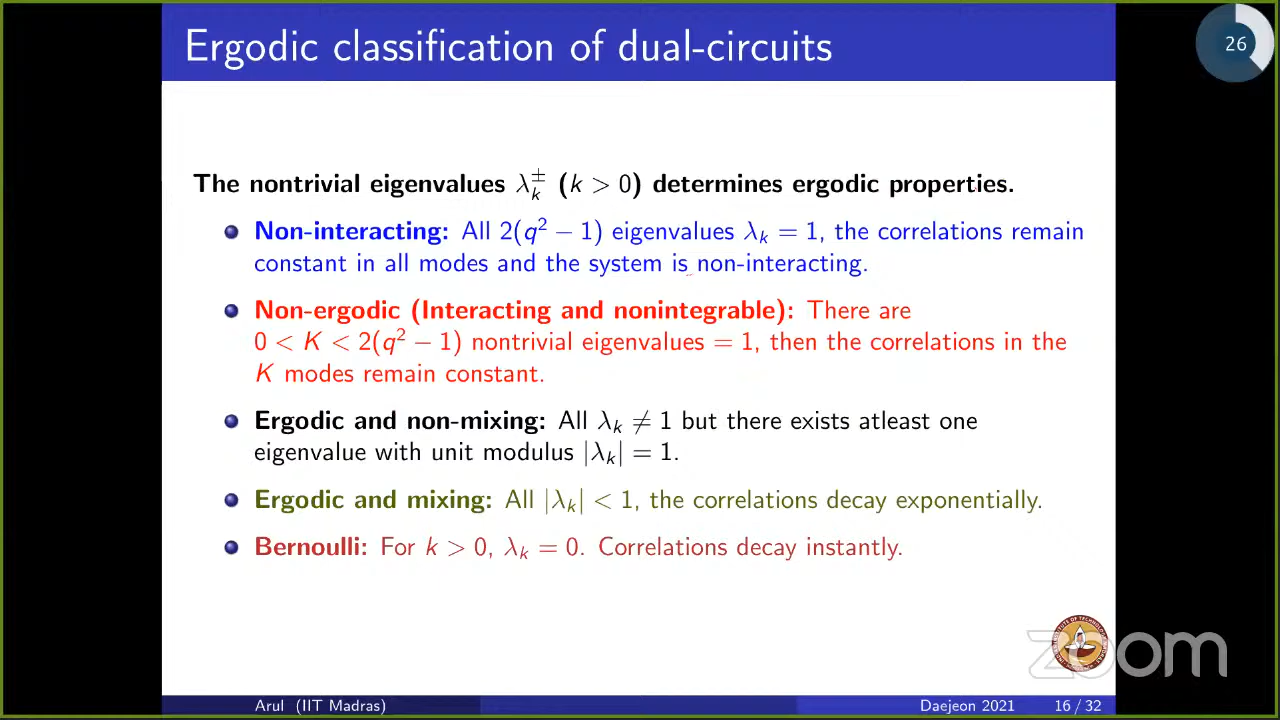 Ergodic classification of dual-circuits
26
The nontrivial eigenvalues λₖ± (k > 0) determines ergodic properties.
Non-interacting: All 2(q² − 1) eigenvalues λₖ = 1, the correlations remain
constant in all modes and the system is non-interacting.
Non-ergodic (Interacting and nonintegrable): There are
0 < K < 2(q² − 1) nontrivial eigenvalues = 1, then the correlations in the
K modes remain constant.
Ergodic and non-mixing: All λₖ ≠ 1 but there exists atleast one
eigenvalue with unit modulus |λₖ| = 1.
Ergodic and mixing: All |λₖ| < 1, the correlations decay exponentially.
Bernoulli: For k > 0, λₖ = 0. Correlations decay instantly.
zoom
Arul (IIT Madras)
Daejeon 2021
16 / 32